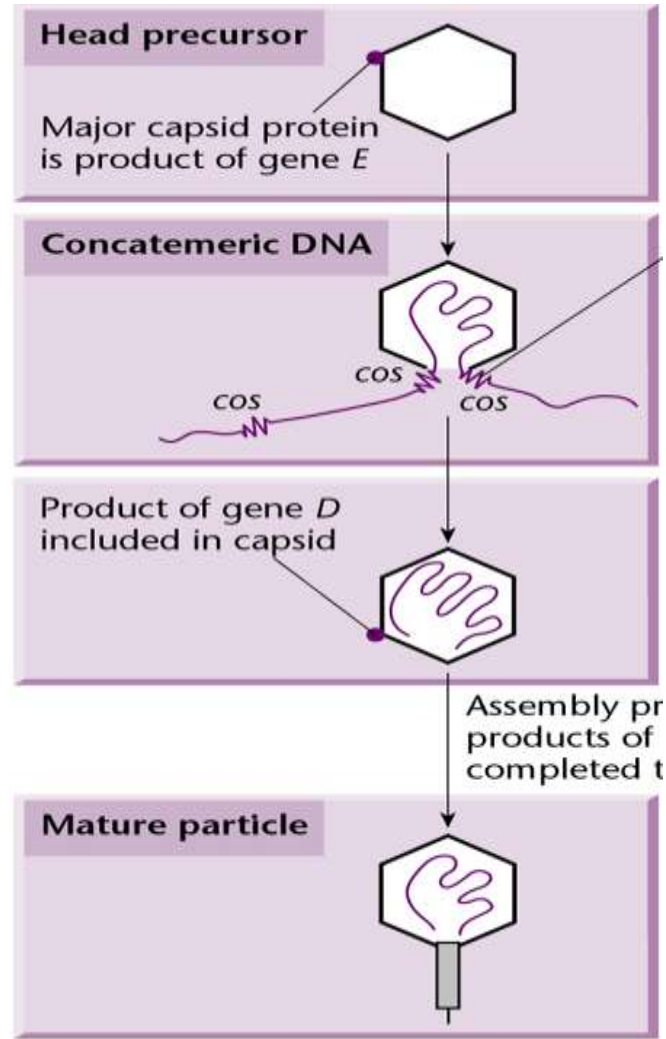 Head precursor
Major capsid protein
is product of gene E
Concatemeric DNA
cos
cos
cos
Product of gene D
included in capsid
Assembly
products of
completed
Mature particle